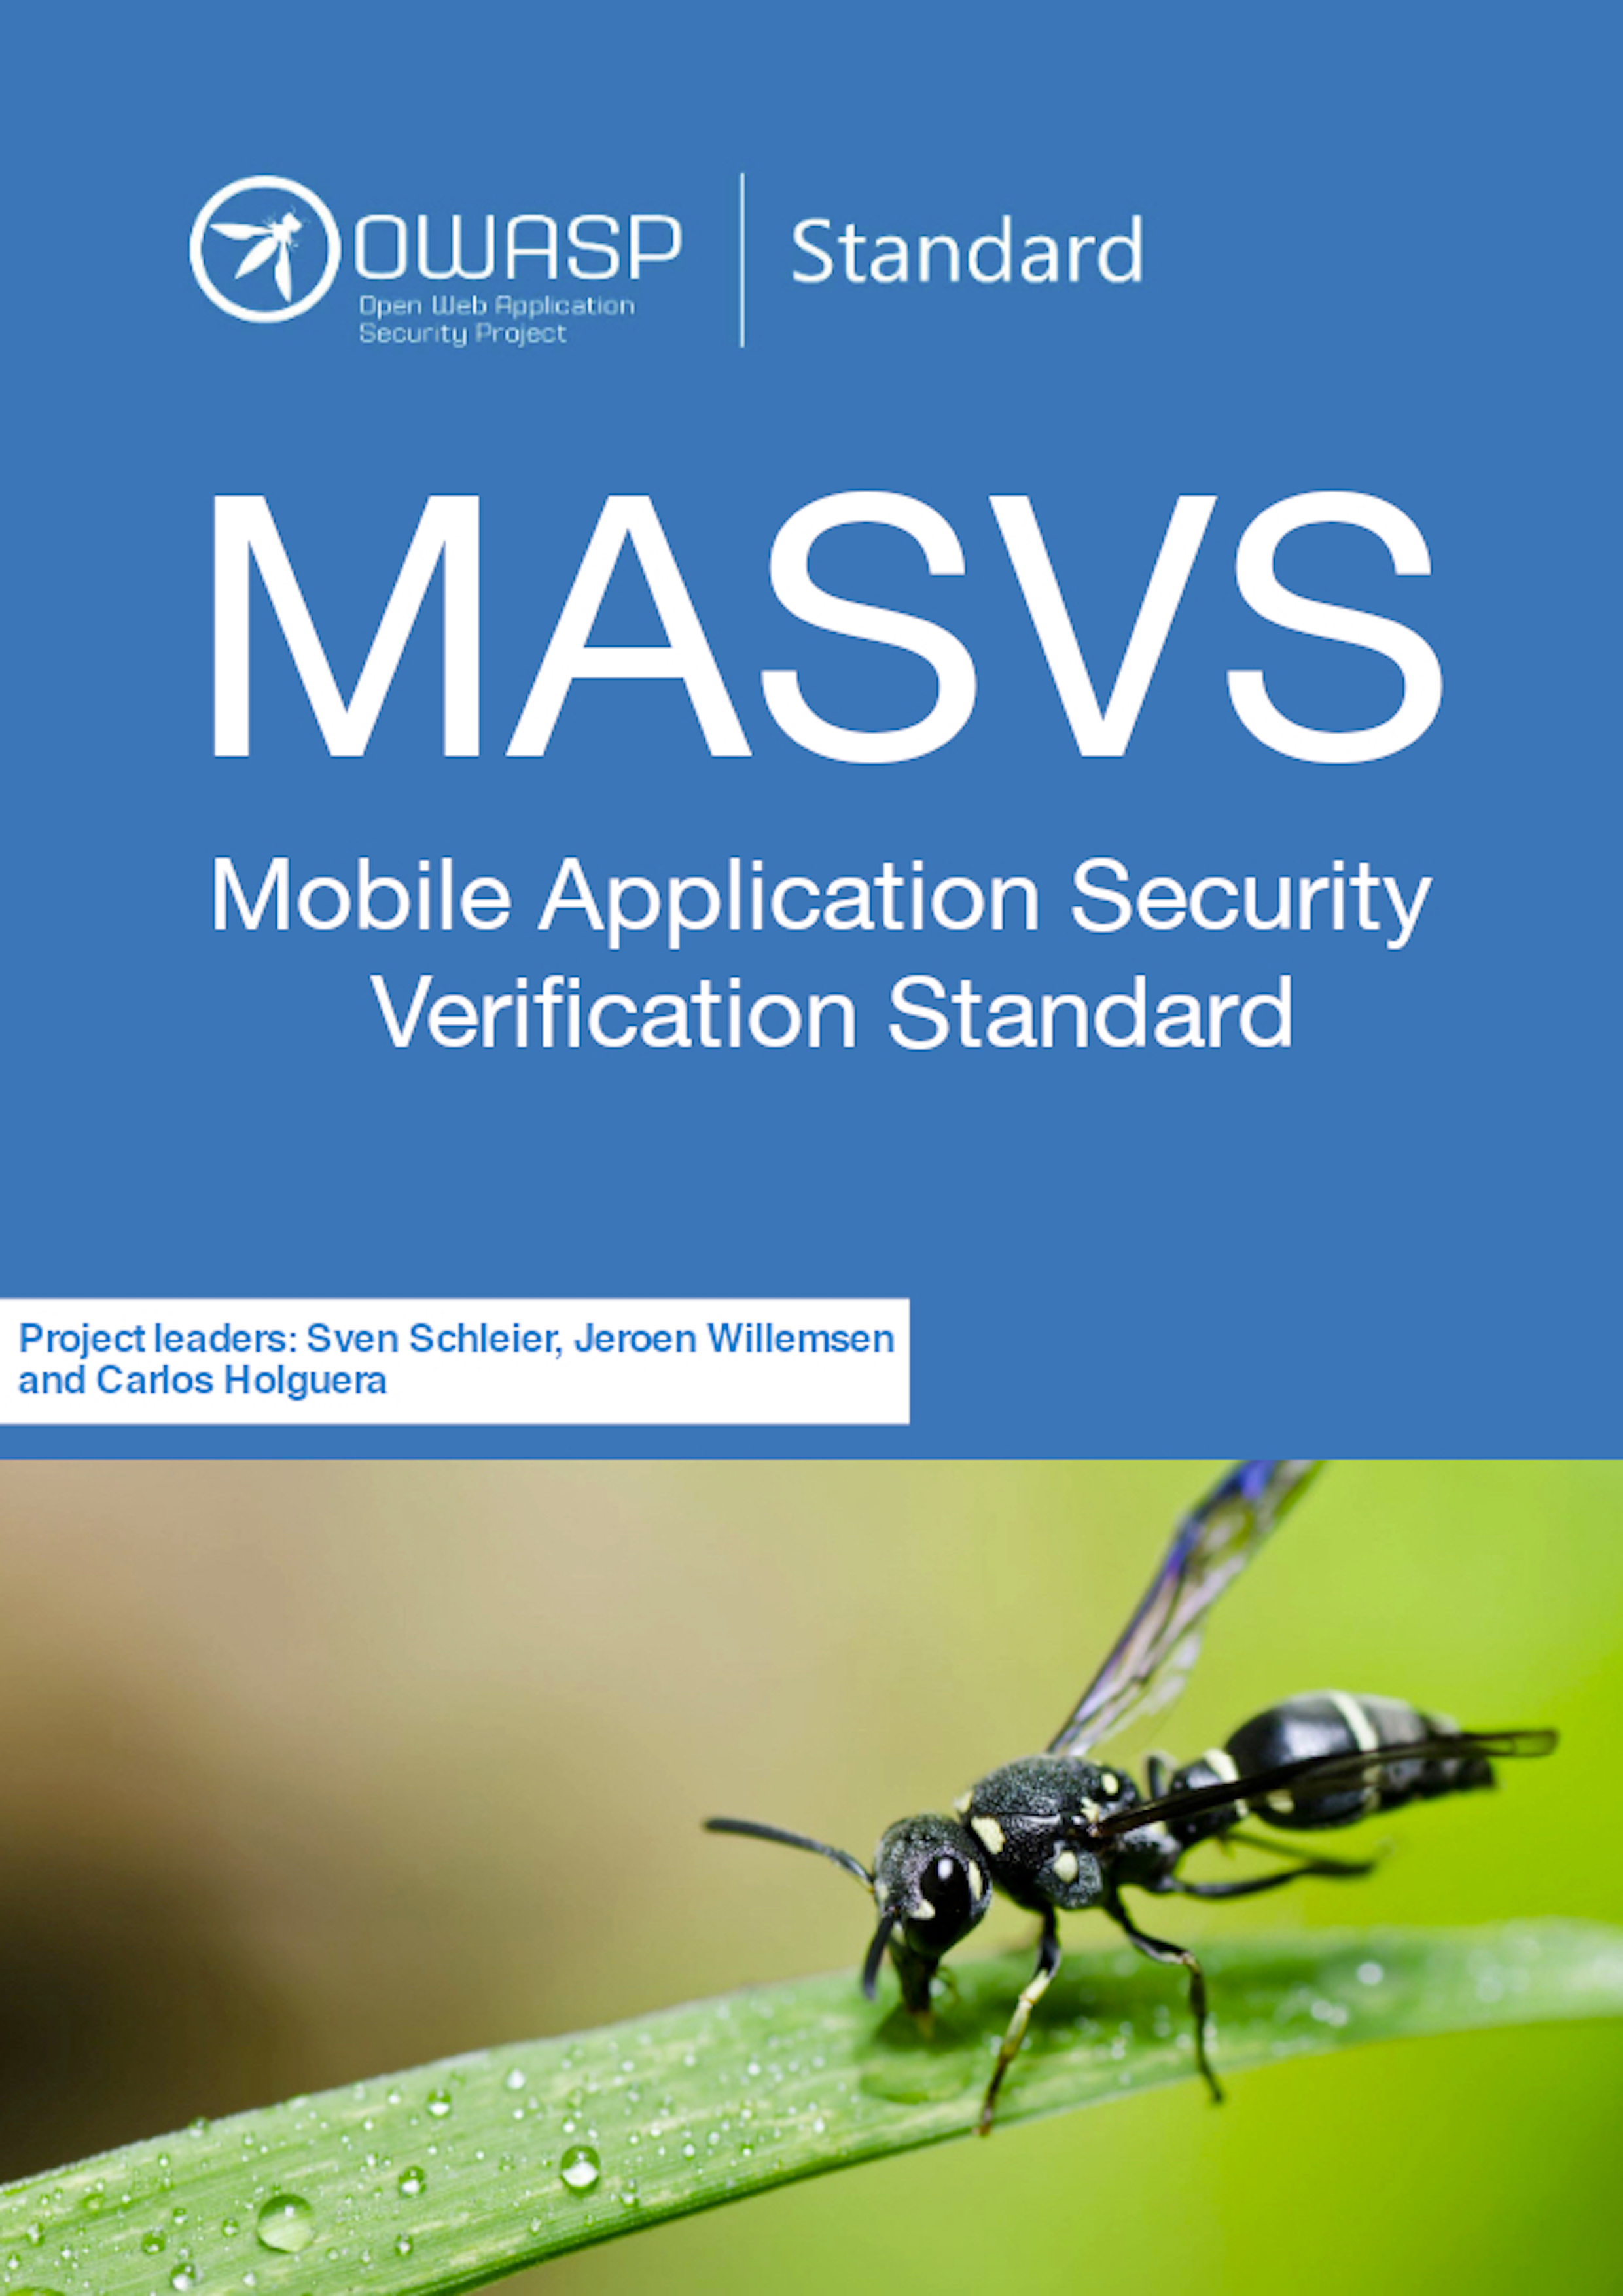 OWASP
Open Web Application
Security Project
Standard
MASVS
Mobile Application Security
Verification Standard
Project leaders: Sven Schleier, Jeroen Willemsen
and Carlos Holguera